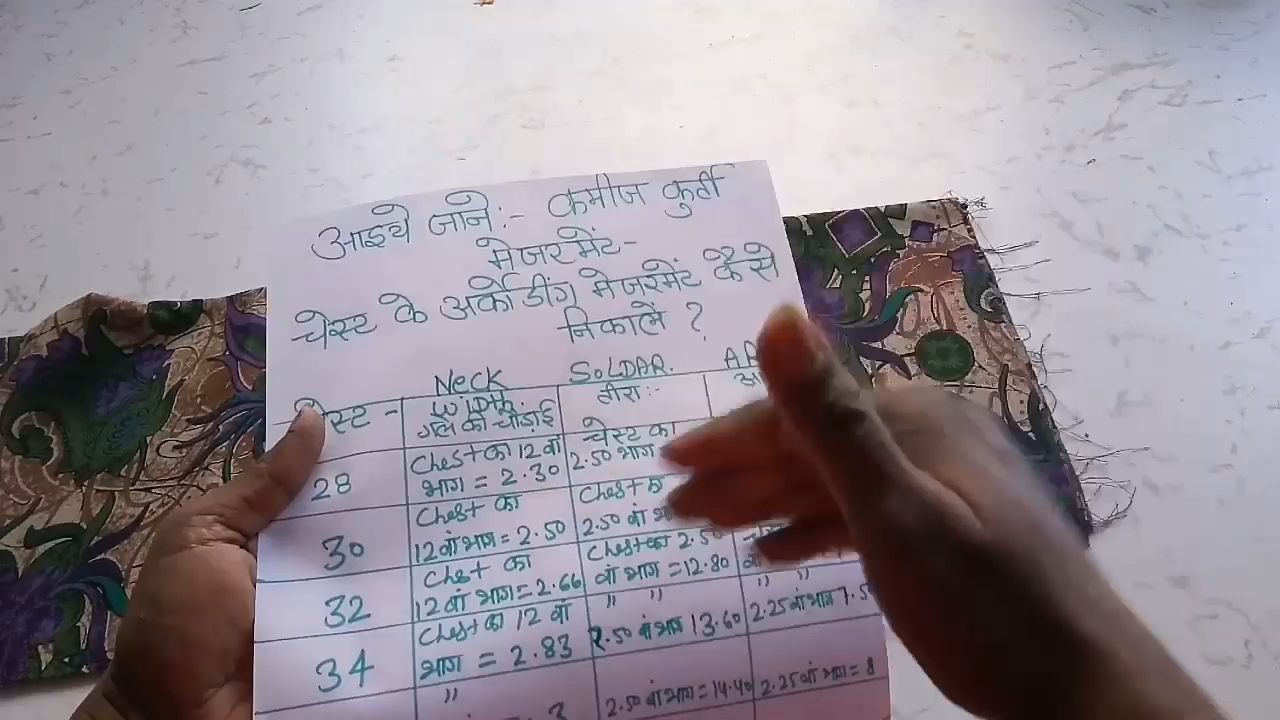 आइये जाने:- कमीज कुर्ती
मेजरमेंट-
चेस्ट के अर्कोडींग मेजरमेंट कैसे
निकालें ?
NecK SOLDAR.
चेस्ट - WIDTH. तीरा:-
गले की चौड़ाई चेस्ट का
28 Chest का 12 वां 2.50 भाग
भाग = 2.30
30 Chest का Chest का
12 वां भाग = 2.50 2.50 वां
32 Chest का Chest का 2.50
12 वां भाग = 2.66 वां भाग = 12.80
34 Chest का 12 वां " " " "
भाग = 2.83 2.50 वां भाग 13.60 2.25 वां भाग 7.5
" 2.50 वां भाग = 14.40 2.25 वां भाग = 8
3